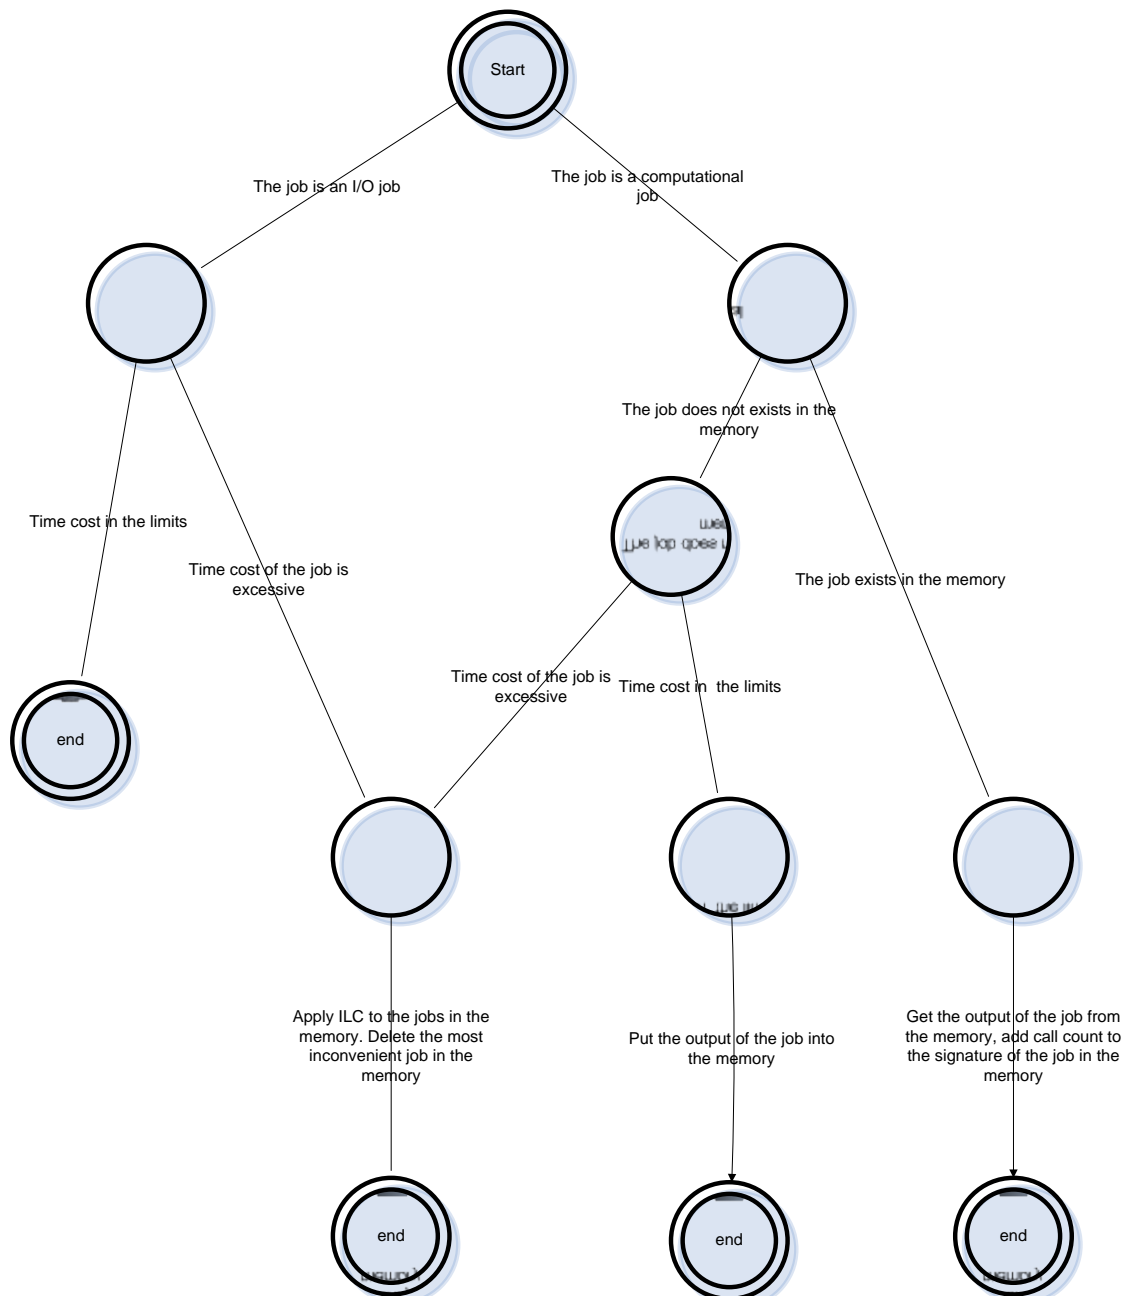 Start
The job is an I/O job
The job is a computational
job
The job does not exists in the
memory
Time cost in the limits
Time cost of the job is
excessive
The job exists in the memory
Time cost of the job is
excessive
Time cost in  the limits
end
Apply ILC to the jobs in the
memory. Delete the most
inconvenient job in the
memory
Put the output of the job into
the memory
Get the output of the job from
the memory, add call count to
the signature of the job in the
memory
end
end
end